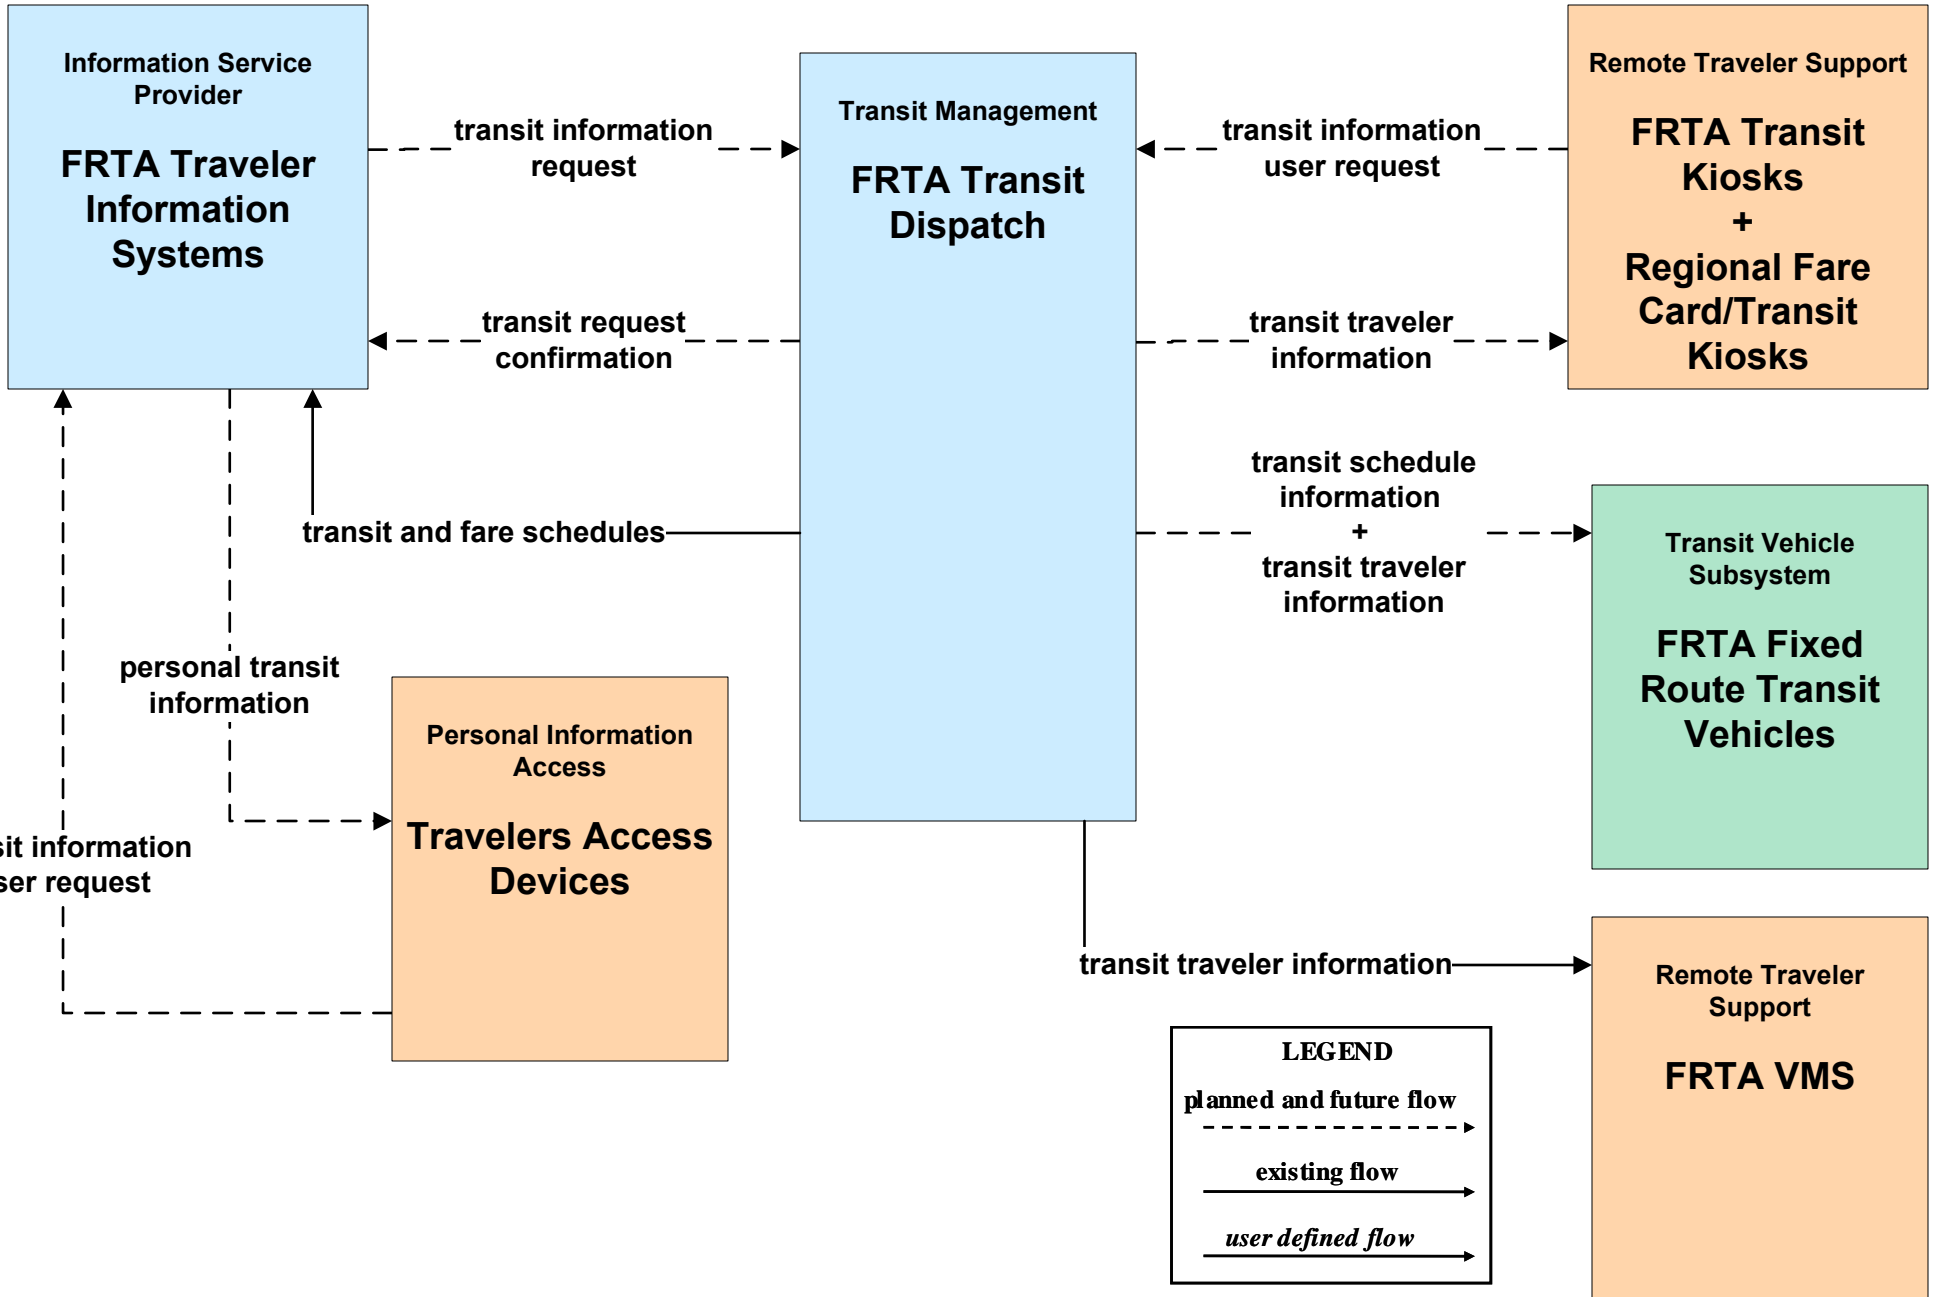 Information Service
Provider
FRTA Traveler
Information
Systems
transit information
request
transit request
confirmation
transit and fare schedules
personal transit
information
sit information
ser request
Personal Information
Access
Travelers Access
Devices
Transit Management
FRTA Transit
Dispatch
transit information
user request
transit traveler
information
transit schedule
information
+
transit traveler
information
transit traveler information
Remote Traveler Support
FRTA Transit
Kiosks
+
Regional Fare
Card/Transit
Kiosks
Transit Vehicle
Subsystem
FRTA Fixed
Route Transit
Vehicles
Remote Traveler
Support
FRTA VMS
LEGEND
planned and future flow
existing flow
user defined flow